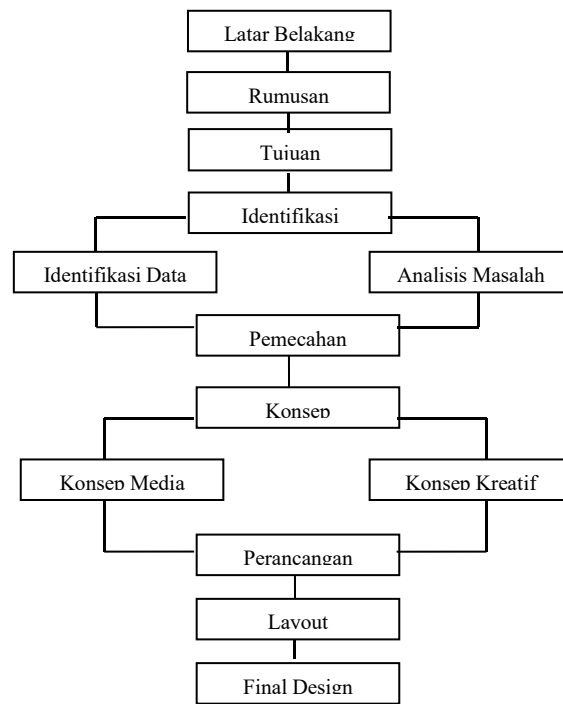 Latar Belakang
Rumusan
Tujuan
Identifikasi
Identifikasi Data
Analisis Masalah
Pemecahan
Konsep
Konsep Media
Konsep Kreatif
Perancangan
Layout
Final Design